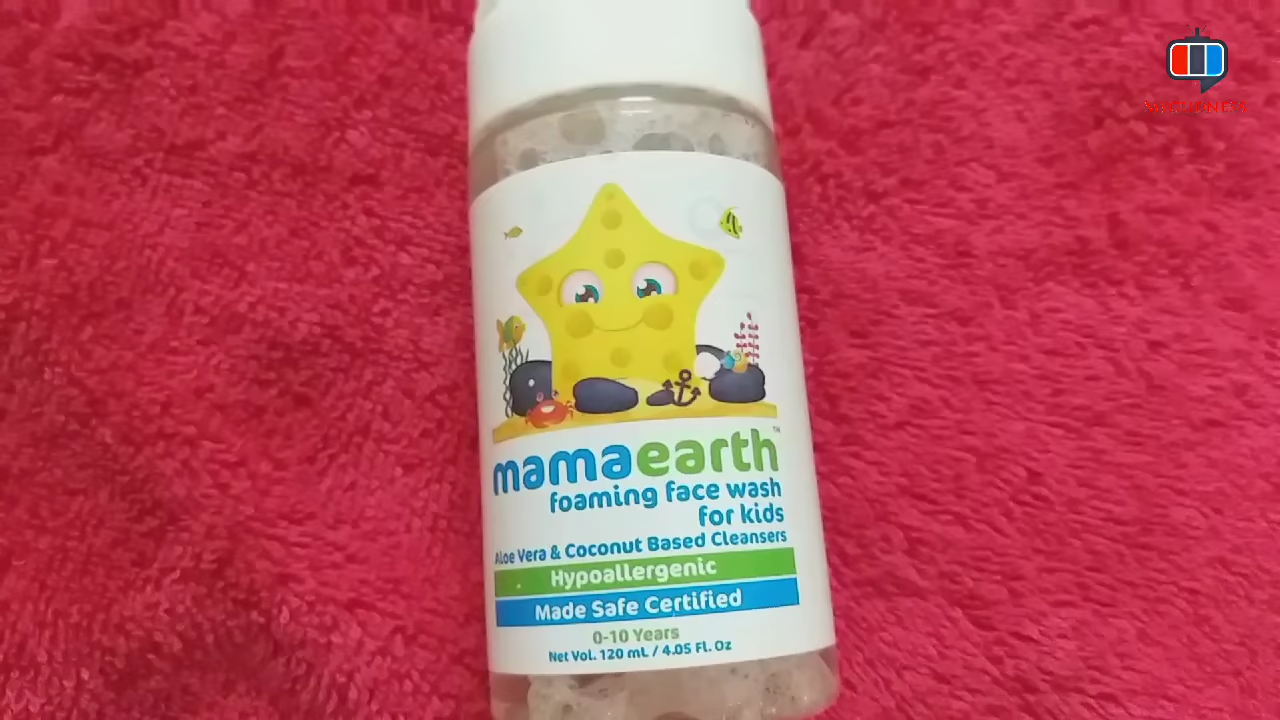 mamaearth™
foaming face wash
for kids
Aloe Vera & Coconut Based Cleansers
Hypoallergenic
Made Safe Certified
0-10 Years
Net Vol. 120 mL / 4.05 Fl. Oz